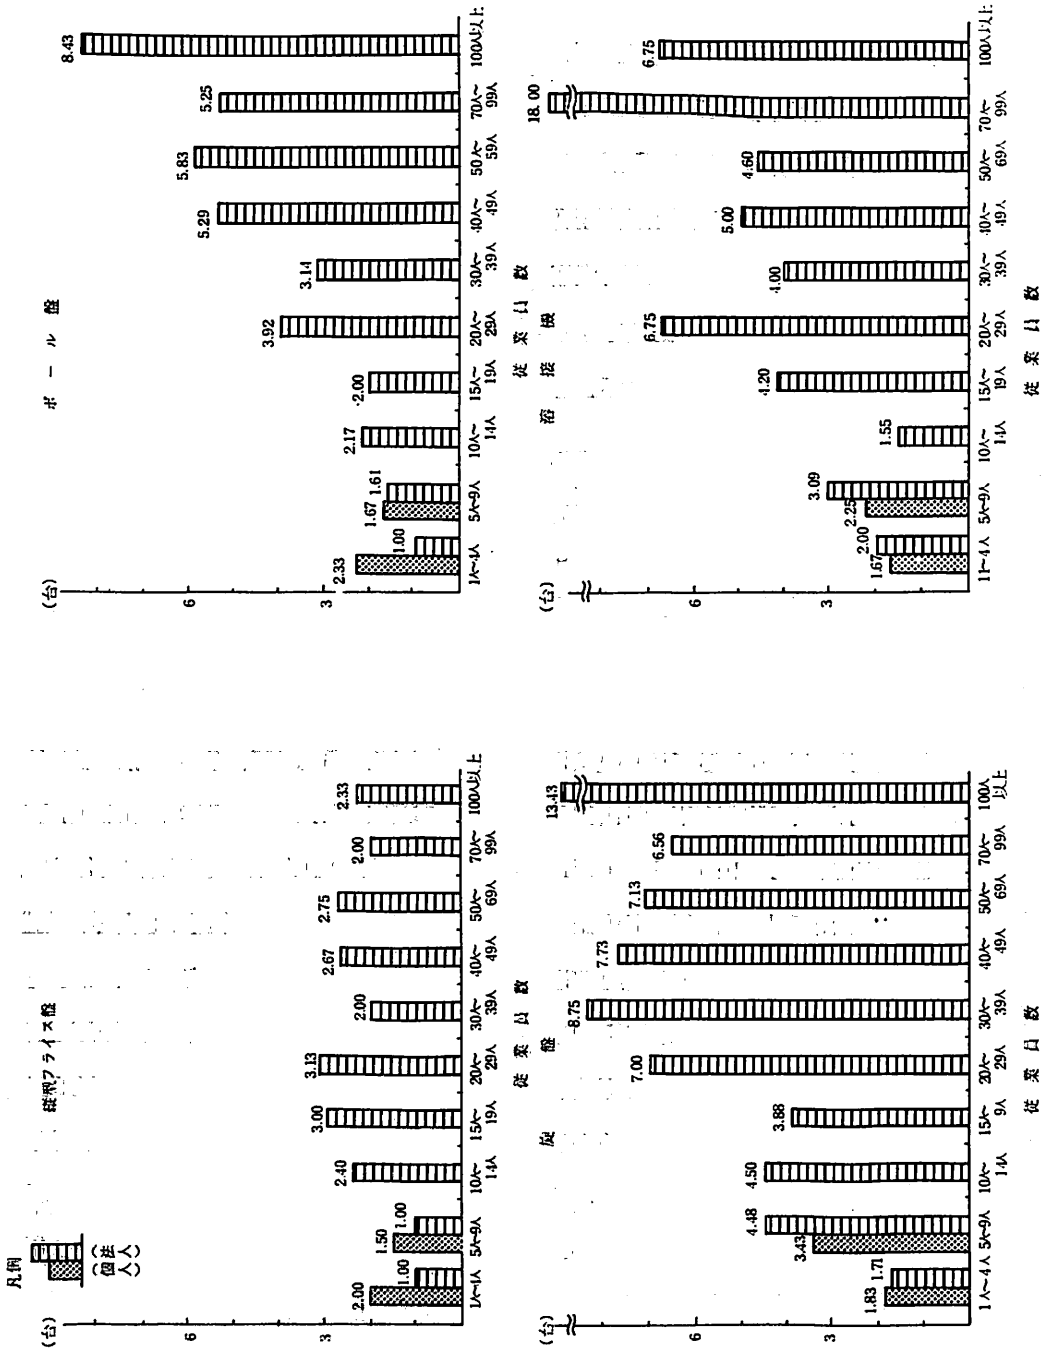 凡例
(法人)
(個人)
縦型フライス盤
(台)
6
3
2.00
1.00
1.50
1.00
2.40
3.00
3.13
2.00
2.67
2.75
2.00
2.33
1人~4人
5人~9人
10人~14人
15人~19人
20人~29人
30人~39人
40人~49人
50人~69人
70人~99人
100人以上
従業員数
ボール盤
(台)
6
3
2.33
1.00
1.67
1.61
2.17
2.00
3.92
3.14
5.29
5.83
5.25
8.43
1人~4人
5人~9人
10人~14人
15人~19人
20人~29人
30人~39人
40人~49人
50人~59人
70人~99人
100人以上
従業員数
旋盤
(台)
6
3
1.83
1.71
3.43
4.48
4.50
3.88
7.00
8.75
7.73
7.13
6.56
13.43
1人~4人
5人~9人
10人~14人
15人~9人
20人~29人
30人~39人
40人~49人
50人~69人
70人~99人
100人以上
従業員数
溶接機
(台)
6
3
1.67
2.00
2.25
3.09
1.55
4.20
6.75
4.00
5.00
4.60
18.00
6.75
11~4人
5人~9人
10人~14人
15人~19人
20人~29人
30人~39人
40人~49人
50人~69人
70人~99人
100人以上
従業員数